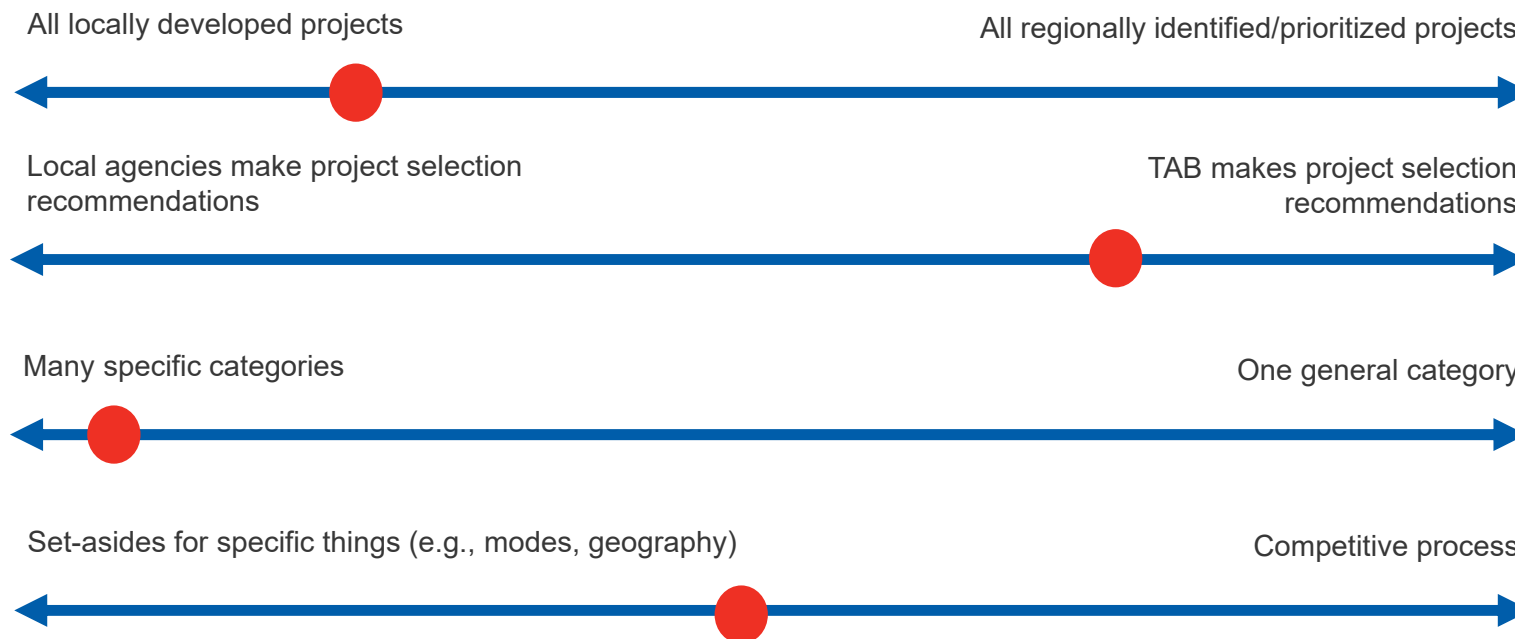 All locally developed projects
All regionally identified/prioritized projects
Local agencies make project selection
recommendations
TAB makes project selection
recommendations
Many specific categories
One general category
Set-asides for specific things (e.g., modes, geography)
Competitive process